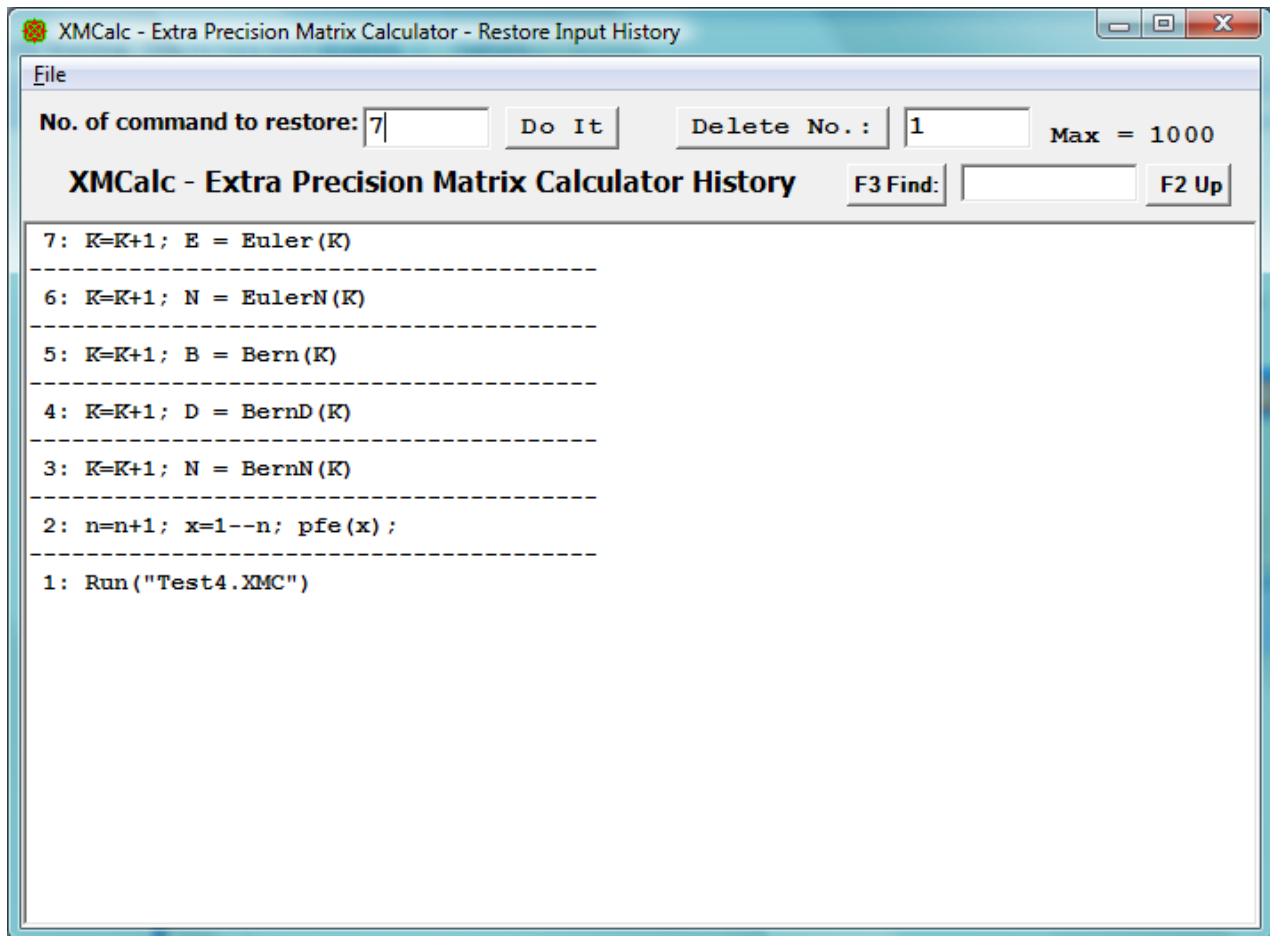 XMCalc - Extra Precision Matrix Calculator - Restore Input History
File
No. of command to restore: 7 Do It Delete No.: 1 Max = 1000
XMCalc - Extra Precision Matrix Calculator History F3 Find: F2 Up
7: K=K+1; E = Euler(K)
----------------------------------------
6: K=K+1; N = EulerN(K)
----------------------------------------
5: K=K+1; B = Bern(K)
----------------------------------------
4: K=K+1; D = BernD(K)
----------------------------------------
3: K=K+1; N = BernN(K)
----------------------------------------
2: n=n+1; x=1--n; pfe(x);
----------------------------------------
1: Run("Test4.XMC")